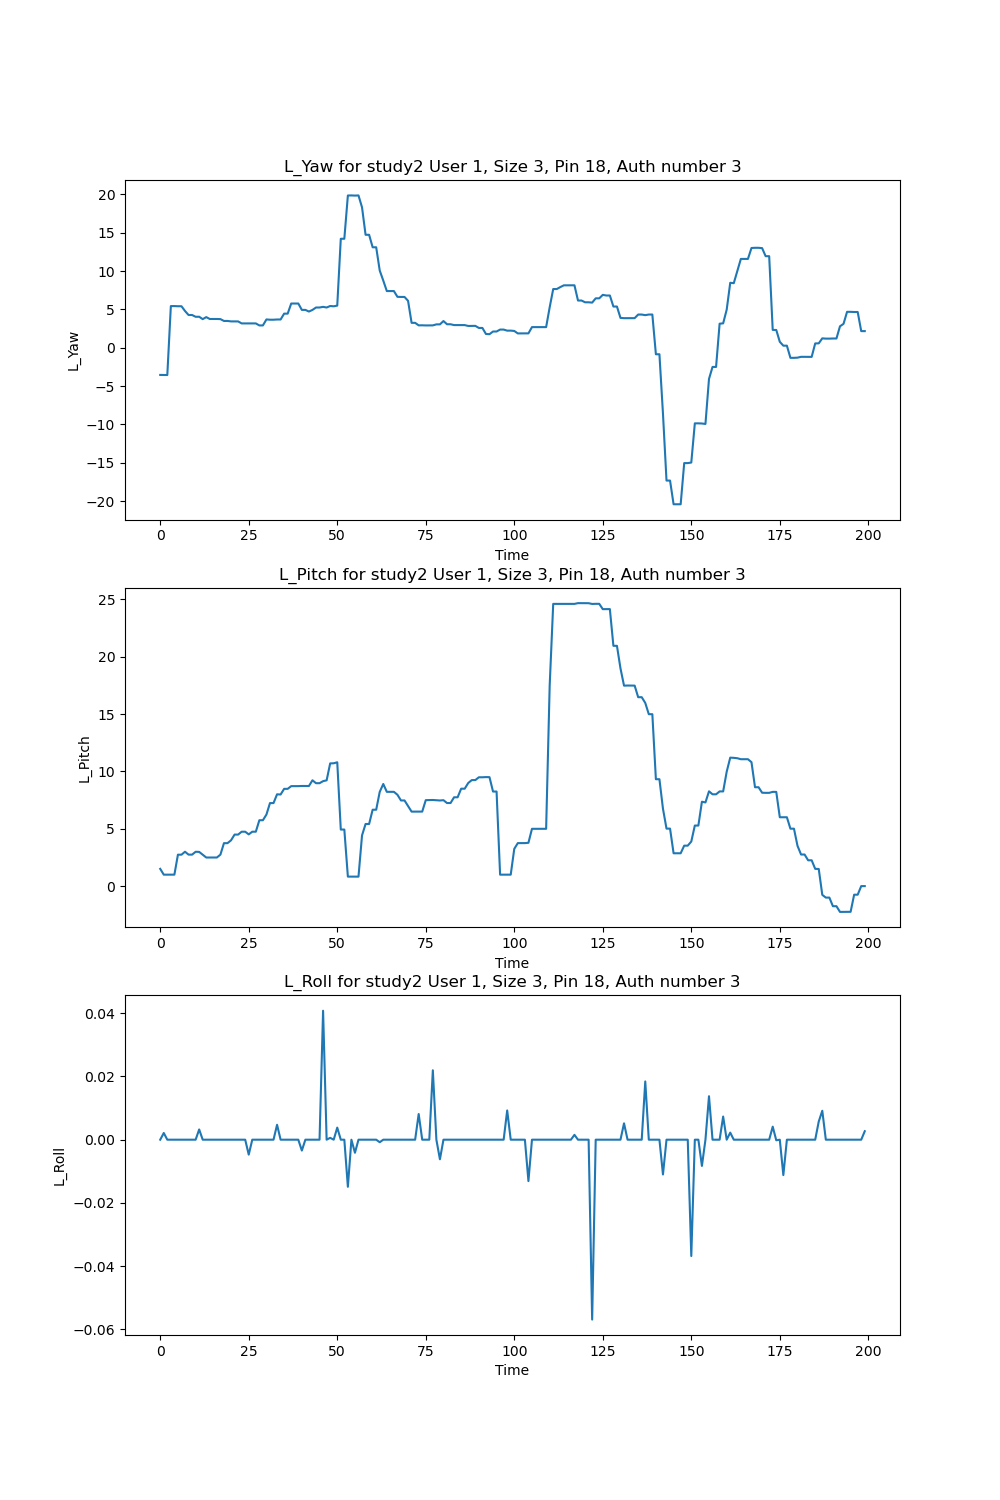 L_Yaw for study2 User 1, Size 3, Pin 18, Auth number 3
20
15
10
5
0
−5
−10
−15
−20
L_Yaw
0 25 50 75 100 125 150 175 200
Time
L_Pitch for study2 User 1, Size 3, Pin 18, Auth number 3
25
20
15
10
5
0
L_Pitch
0 25 50 75 100 125 150 175 200
Time
L_Roll for study2 User 1, Size 3, Pin 18, Auth number 3
0.04
0.02
0.00
−0.02
−0.04
−0.06
L_Roll
0 25 50 75 100 125 150 175 200
Time